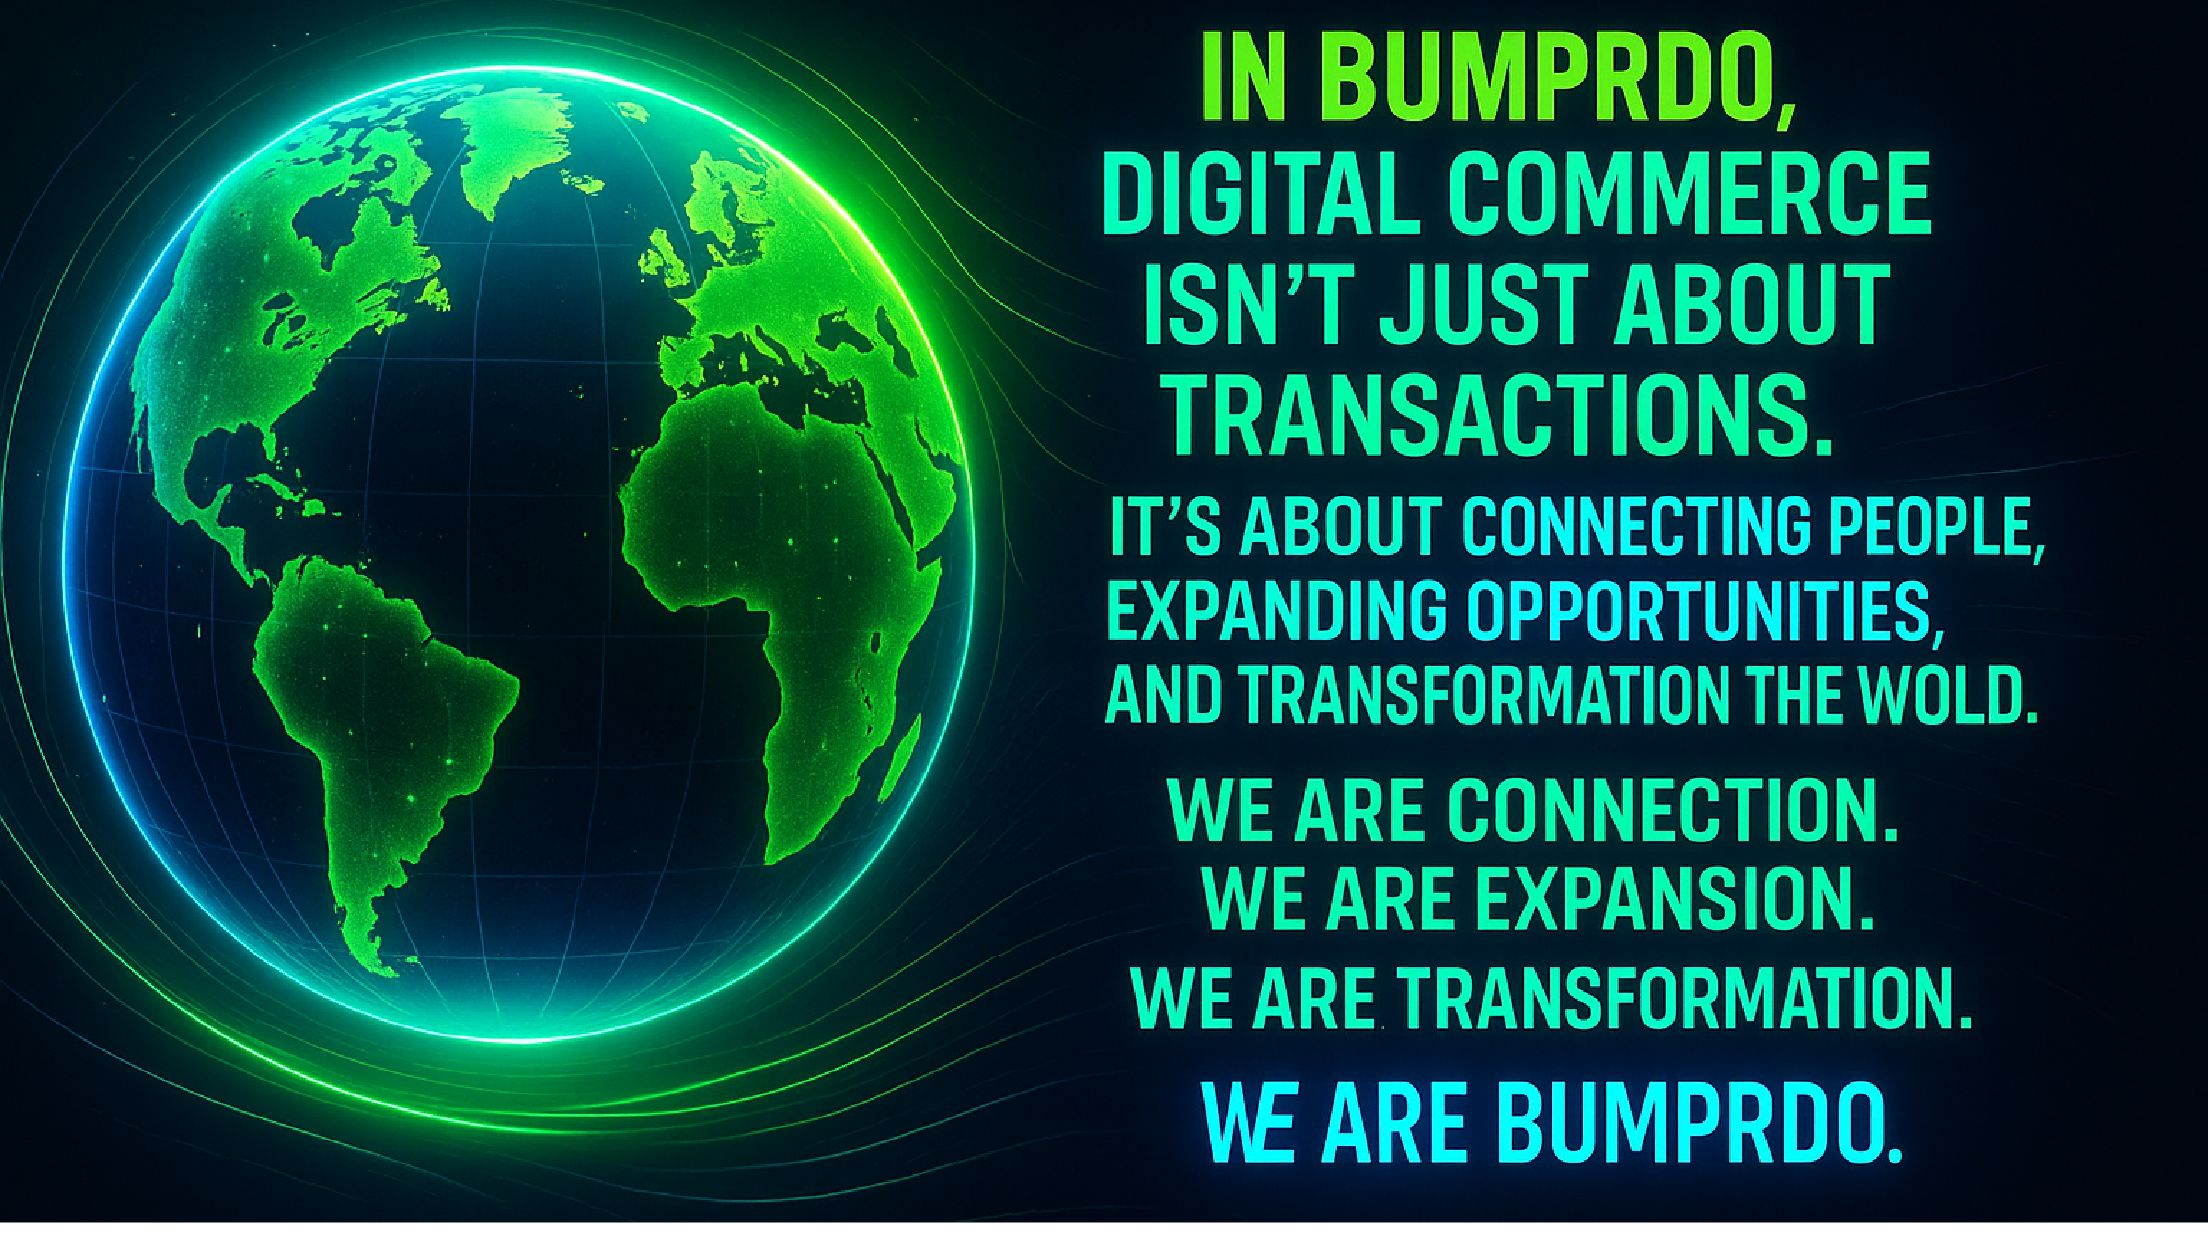 IN BUMPRDO,
DIGITAL COMMERCE
ISN'T JUST ABOUT
TRANSACTIONS.
IT'S ABOUT CONNECTING PEOPLE,
EXPANDING OPPORTUNITIES,
AND TRANSFORMATION THE WOLD.
WE ARE CONNECTION.
WE ARE EXPANSION.
WE ARE TRANSFORMATION.
WE ARE BUMPRDO.